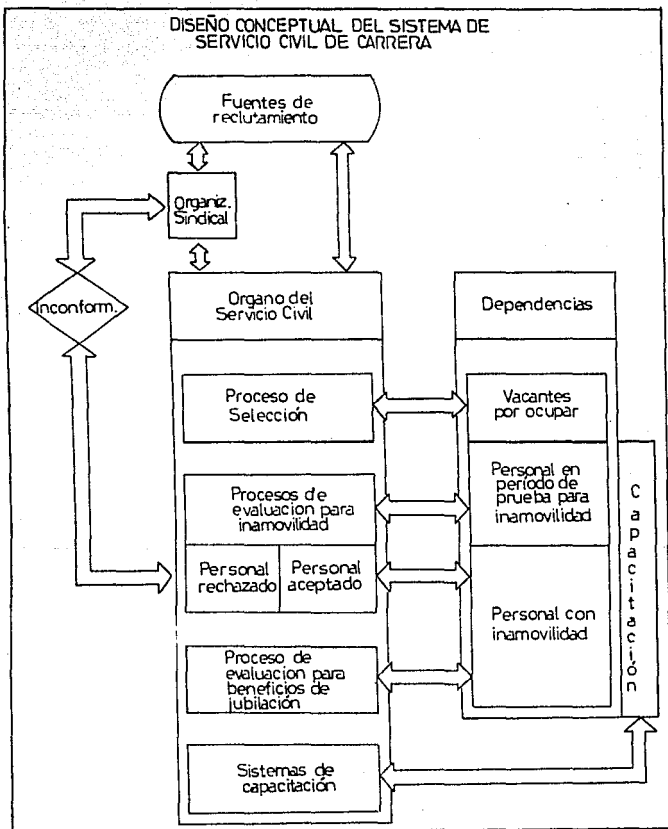 DISEÑO CONCEPTUAL DEL SISTEMA DE
SERVICIO CIVIL DE CARRERA
Fuentes de
reclutamiento
Organiz.
Sindical
Inconform.
Organo del
Servicio Civil
Dependencias
Proceso de
Selección
Vacantes
por ocupar
Procesos de
evaluacion para
inamovilidad
Personal en
período de
prueba para
inamovilidad
Personal
rechazado
Personal
aceptado
Personal con
inamovilidad
Capacitación
Proceso de
evaluacion para
beneficios de
jubilación
Sistemas de
capacitación